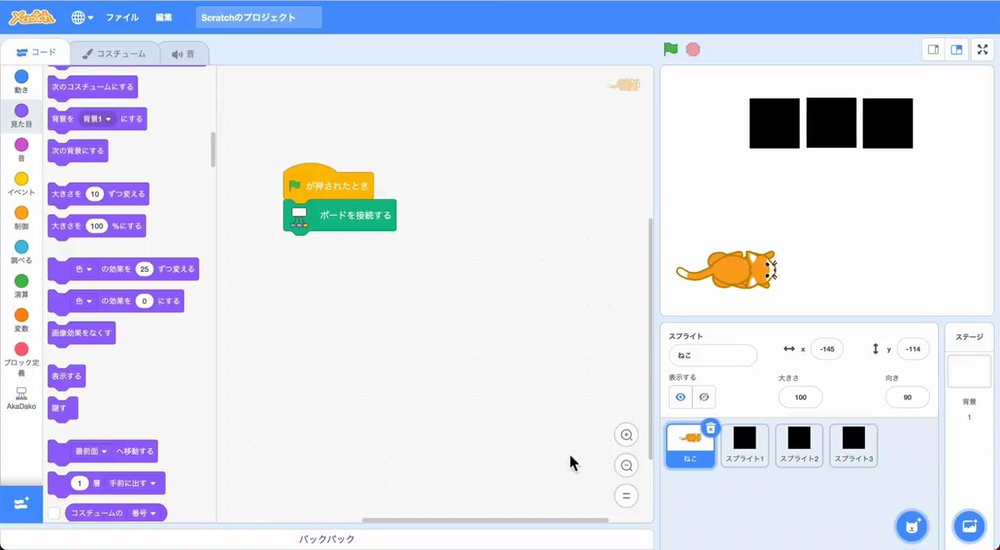 Xcratch
ファイル
編集
Scratchのプロジェクト
コード
コスチューム
音
動き
見た目
音
イベント
制御
調べる
演算
変数
ブロック定
義
AkaDako
次のコスチュームにする
背景を 背景1 にする
次の背景にする
大きさを 10 ずつ変える
大きさを 100 %にする
色 の効果を 25 ずつ変える
色 の効果を 0 にする
画像効果をなくす
表示する
隠す
最前面 へ移動する
1 層 手前に出す
コスチュームの 番号
が押されたとき
ボードを接続する
バックパック
スプライト
ねこ
x -145
y -114
表示する
大きさ
100
向き
90
ねこ
スプライト1
スプライト2
スプライト3
ステージ
背景
1